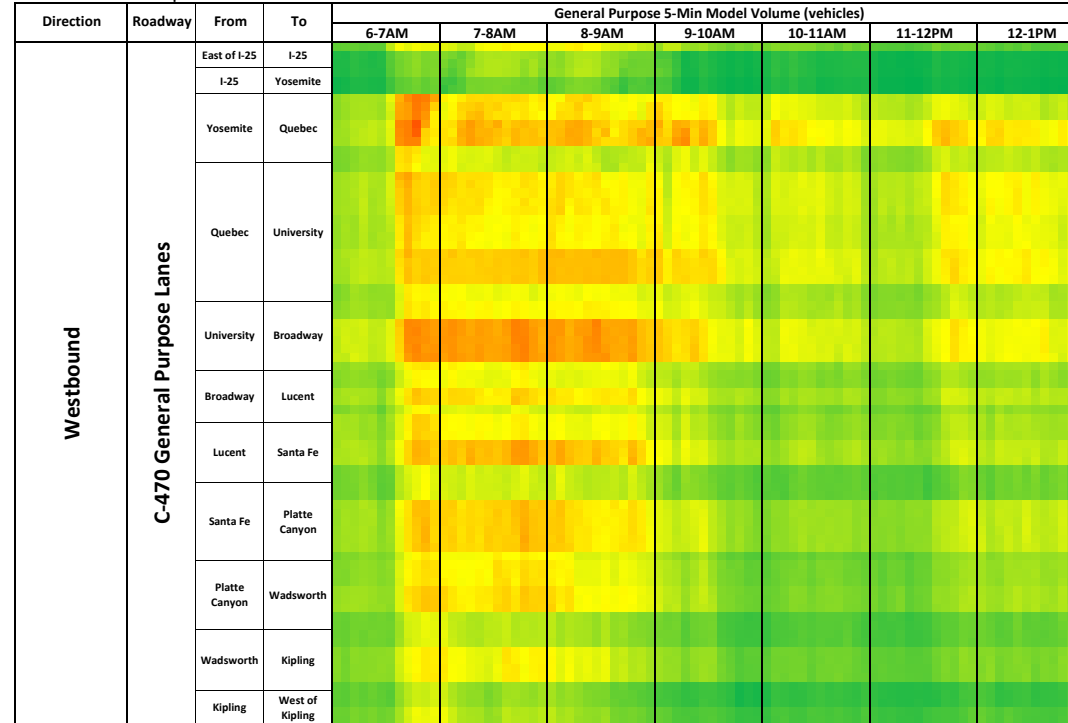 Direction Roadway From To General Purpose 5-Min Model Volume (vehicles)
6-7AM 7-8AM 8-9AM 9-10AM 10-11AM 11-12PM 12-1PM
Westbound
C-470 General Purpose Lanes
East of I-25 I-25
I-25 Yosemite
Yosemite Quebec
Quebec University
University Broadway
Broadway Lucent
Lucent Santa Fe
Santa Fe Platte
Canyon
Platte
Canyon Wadsworth
Wadsworth Kipling
Kipling West of
Kipling